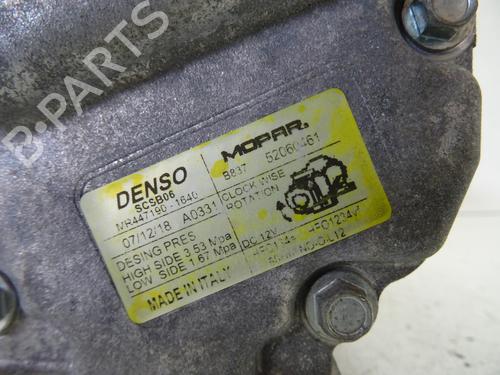 B-PARTS
DENSO
SCSB06
MR447190-1640
07/12/18 A0331
DESING PRES
HIGH SIDE 3.53 Mpa
LOW SIDE 1.67 Mpa
MADE IN ITALY
MOPAR
B837 52060461
CLOCK WISE
ROTATION
DC 12V